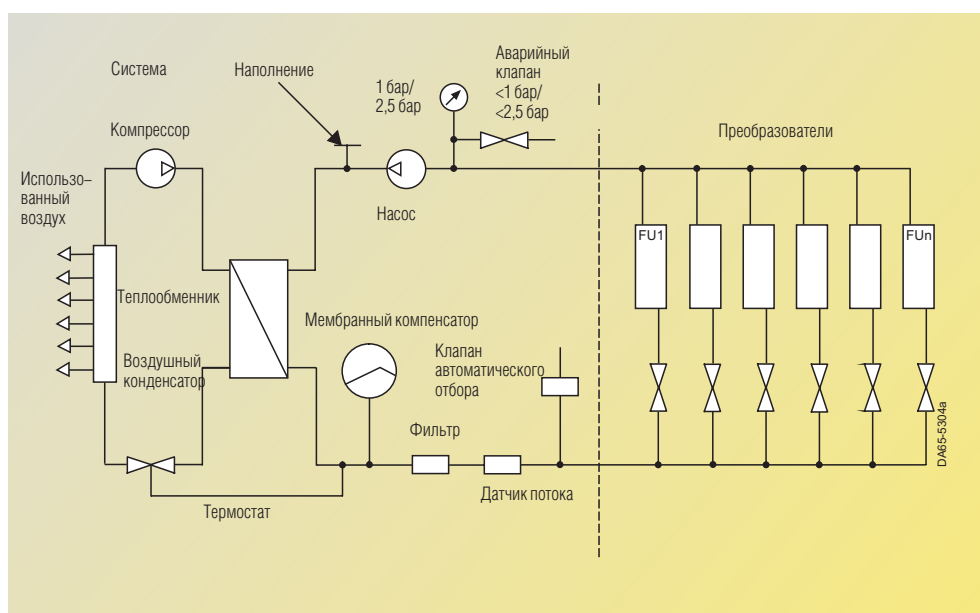 Система
Наполнение
1 бар/
2,5 бар
Аварийный
клапан
<1 бар/
<2,5 бар
Преобразователи
Компрессор
Использо–
ванный
воздух
Насос
FU1
FUn
Теплообменник
Мембранный компенсатор
Воздушный
конденсатор
Клапан
автоматического
отбора
Фильтр
Датчик потока
Термостат
DA65-5304a